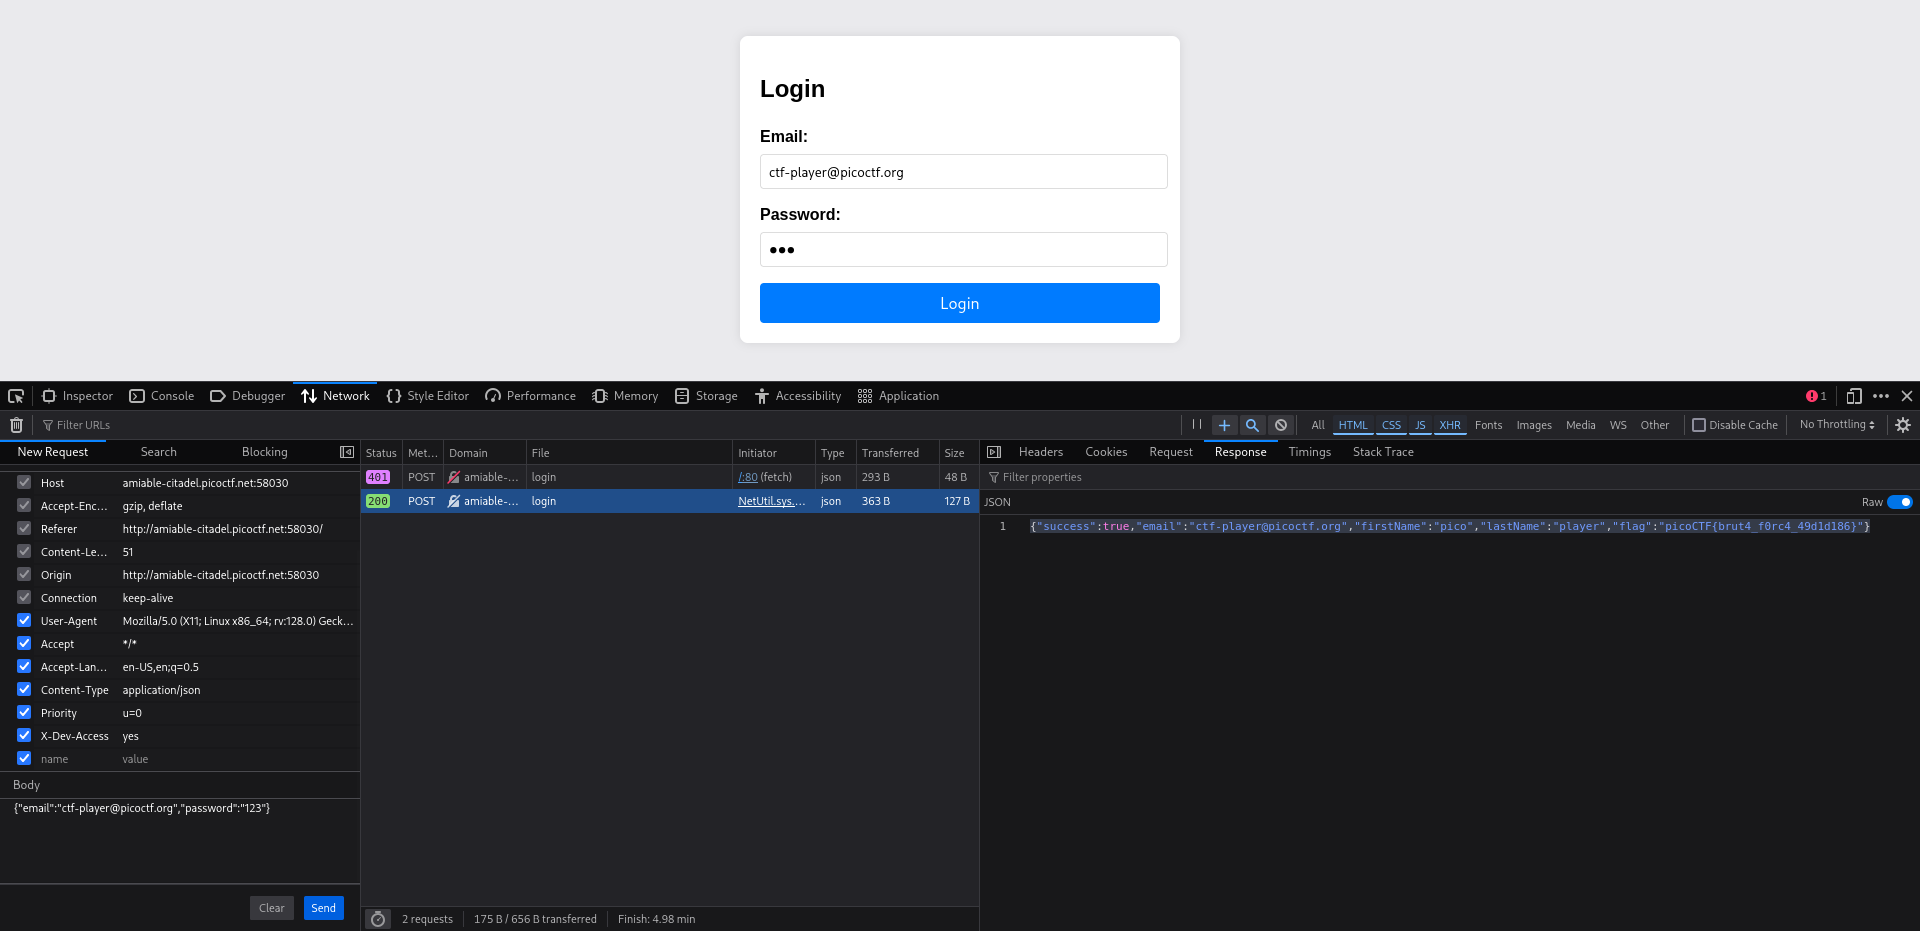 Login
Email:
ctf-player@picoctf.org
Password:
Login
Inspector Console Debugger Network Style Editor Performance Memory Storage Accessibility Application 1
Filter URLs All HTML CSS JS XHR Fonts Images Media WS Other Disable Cache No Throttling
New Request Search Blocking
Host amiable-citadel.picoctf.net:58030
Accept-Enc... gzip, deflate
Referer http://amiable-citadel.picoctf.net:58030/
Content-Le... 51
Origin http://amiable-citadel.picoctf.net:58030
Connection keep-alive
User-Agent Mozilla/5.0 (X11; Linux x86_64; rv:128.0) Geck...
Accept */*
Accept-Lan... en-US,en;q=0.5
Content-Type application/json
Priority u=0
X-Dev-Access yes
name value
Body
{"email":"ctf-player@picoctf.org","password":"123"}
Clear Send
Status Met... Domain File Initiator Type Transferred Size
401 POST amiable-... login /:80 (fetch) json 293 B 48 B
200 POST amiable-... login NetUtil.sys.... json 363 B 127 B
2 requests 175 B / 656 B transferred Finish: 4.98 min
Headers Cookies Request Response Timings Stack Trace
Filter properties
JSON Raw
1 {"success":true,"email":"ctf-player@picoctf.org","firstName":"pico","lastName":"player","flag":"picoCTF{brut4_f0rc4_49d1d186}"}